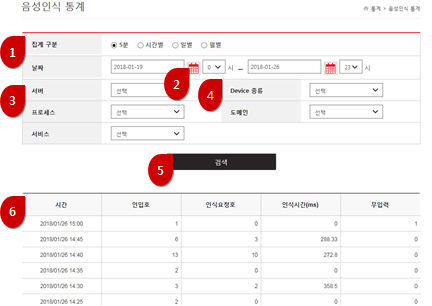 음성인식 통계
통계 > 음성인식 통계
1 집계 구분 5분 시간별 일별 월별
날짜 2018-01-19 0 시 – 2018-01-26 23 시
2
3 서버 선택 4 Device 종류 선택
프로세스 선택 도메인 선택
서비스 선택
5 검색
6 시간 인입호 인식요청호 인식시간(ms) 무입력
2018/01/26 15:00 1 0 0 1
2018/01/26 14:45 6 3 288.33 0
2018/01/26 14:40 13 10 272.8 0
2018/01/26 14:35 2 0 0 0
2018/01/26 14:30 3 2 358.5 0
2018/01/26 14:25 2 0 0 0